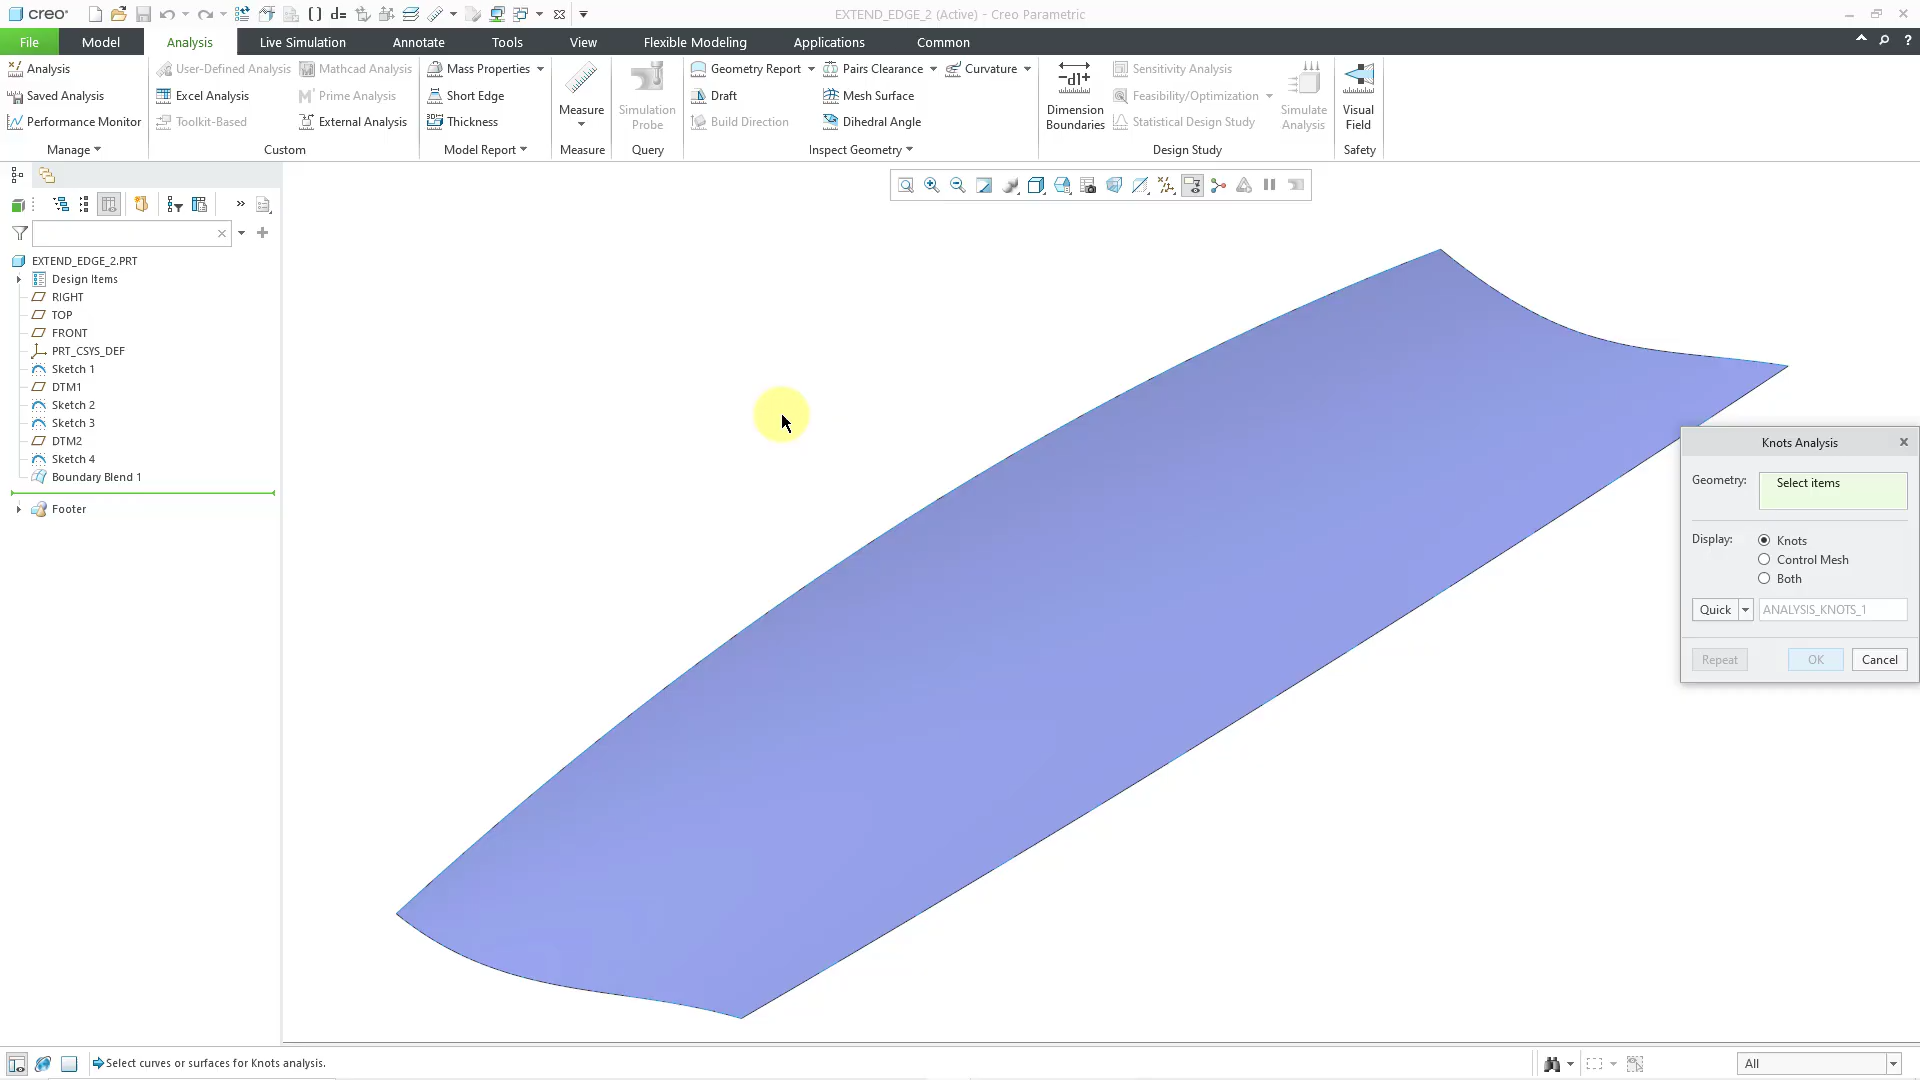 creo
EXTEND_EDGE_2 (Active) - Creo Parametric
File
Model
Analysis
Live Simulation
Annotate
Tools
View
Flexible Modeling
Applications
Common
Analysis
Saved Analysis
Performance Monitor
Manage
User-Defined Analysis
Mathcad Analysis
Excel Analysis
Prime Analysis
Toolkit-Based
External Analysis
Custom
Mass Properties
Short Edge
Thickness
Model Report
Measure
Measure
Simulation
Probe
Query
Geometry Report
Pairs Clearance
Curvature
Draft
Mesh Surface
Build Direction
Dihedral Angle
Inspect Geometry
Dimension
Boundaries
Sensitivity Analysis
Feasibility/Optimization
Statistical Design Study
Simulate
Analysis
Design Study
Visual
Field
Safety
EXTEND_EDGE_2.PRT
Design Items
RIGHT
TOP
FRONT
PRT_CSYS_DEF
Sketch 1
DTM1
Sketch 2
Sketch 3
DTM2
Sketch 4
Boundary Blend 1
Footer
Knots Analysis
Geometry:
Select items
Display:
Knots
Control Mesh
Both
Quick
ANALYSIS_KNOTS_1
Repeat
OK
Cancel
Select curves or surfaces for Knots analysis.
All